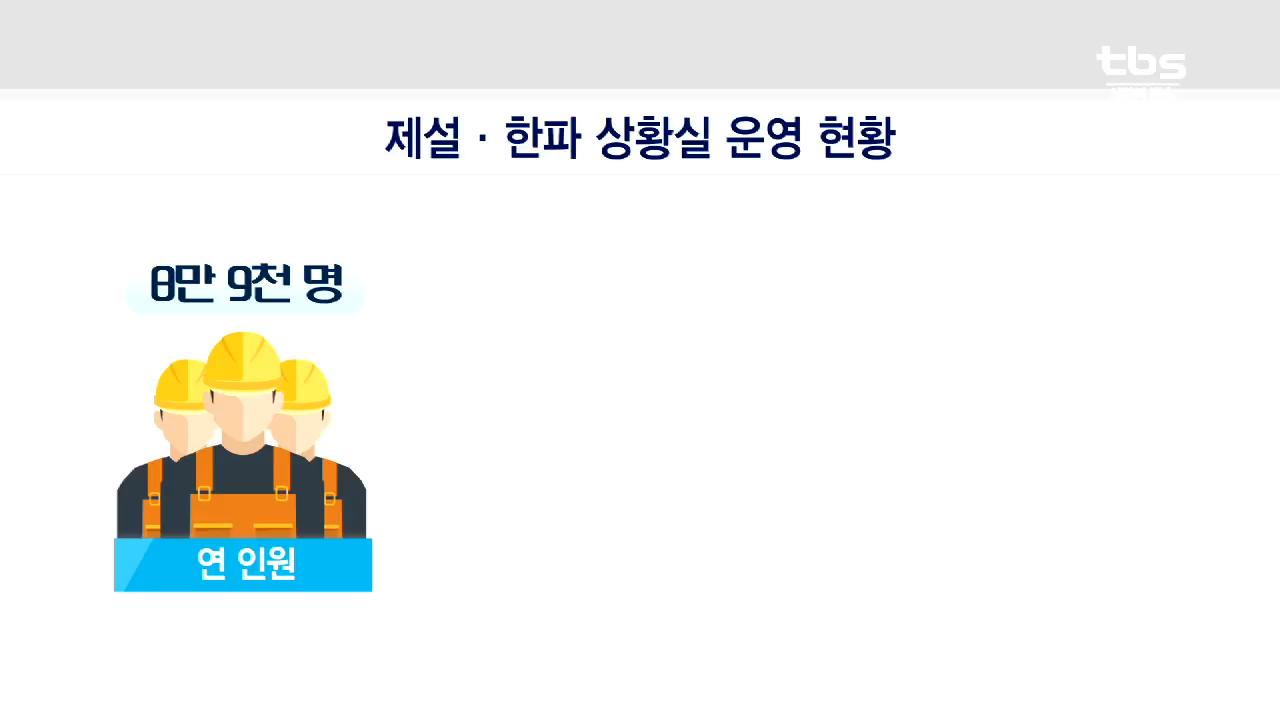 tbs
제설 · 한파 상황실 운영 현황
8만 9천 명
연 인원